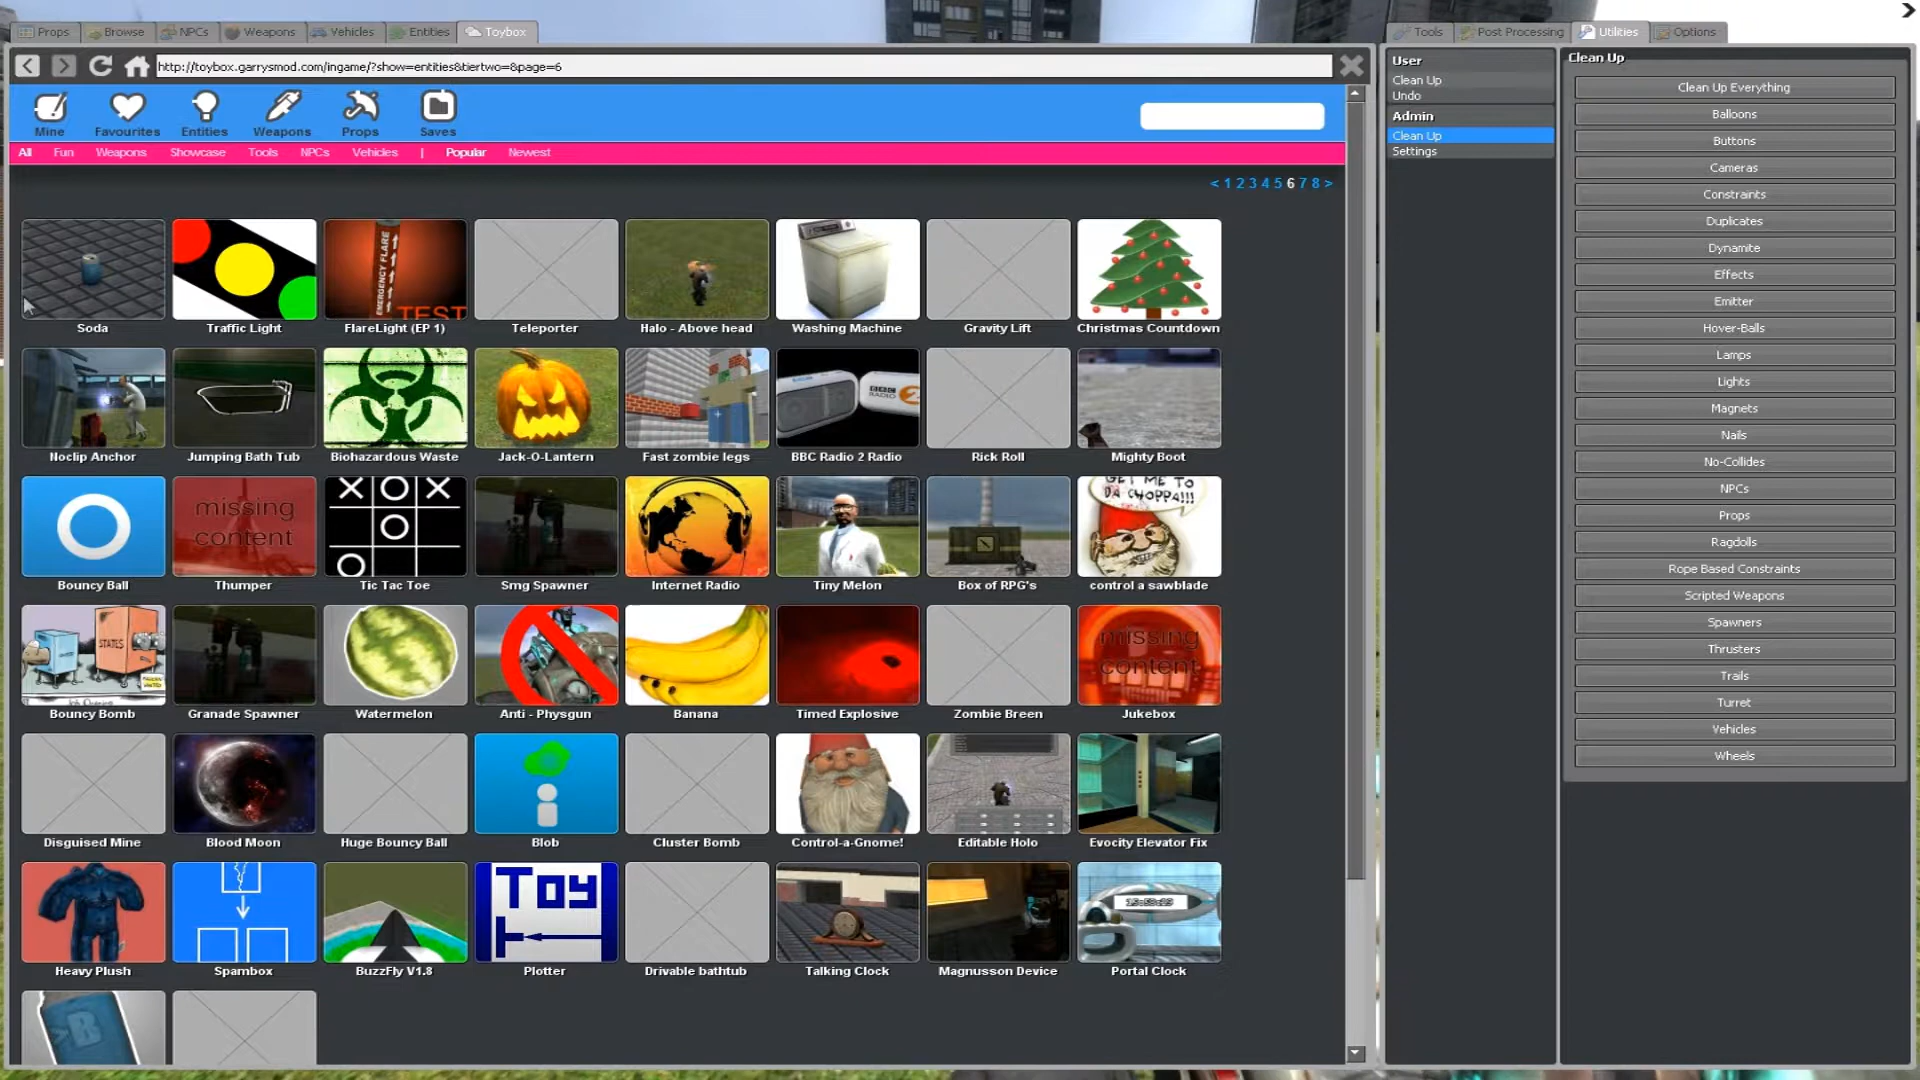 Props Browse NPCs Weapons Vehicles Entities Toybox
Tools Post Processing Utilities Options
http://toybox.garrysmod.com/ingame/?show=entities&tiertwo=&page=6
Mine Favourites Entities Weapons Props Saves
All Fun Weapons Showcase Tools NPCs Vehicles | Popular Newest
< 1 2 3 4 5 6 7 8 >
EMERGENCY FLARE
TEST
Soda Traffic Light FlareLight (EP 1) Teleporter Halo - Above head Washing Machine Gravity Lift Christmas Countdown
BBC
RADIO 2
Noclip Anchor Jumping Bath Tub Biohazardous Waste Jack-O-Lantern Fast zombie legs BBC Radio 2 Radio Rick Roll Mighty Boot
missing
content
GET ME TO
DA CHOPPA!!!
Bouncy Ball Thumper Tic Tac Toe Smg Spawner Internet Radio Tiny Melon Box of RPG's control a sawblade
STATES
missing
content
Bouncy Bomb Granade Spawner Watermelon Anti - Physgun Banana Timed Explosive Zombie Breen Jukebox
Disguised Mine Blood Moon Huge Bouncy Ball Blob Cluster Bomb Control-a-Gnome! Editable Holo Evocity Elevator Fix
TOY
Heavy Plush Spambox BuzzFly V1.8 Plotter Drivable bathtub Talking Clock Magnusson Device Portal Clock
User
Clean Up
Undo
Admin
Clean Up
Settings
Clean Up
Clean Up Everything
Balloons
Buttons
Cameras
Constraints
Duplicates
Dynamite
Effects
Emitter
Hover-Balls
Lamps
Lights
Magnets
Nails
No-Collides
NPCs
Props
Ragdolls
Rope Based Constraints
Scripted Weapons
Spawners
Thrusters
Trails
Turret
Vehicles
Wheels